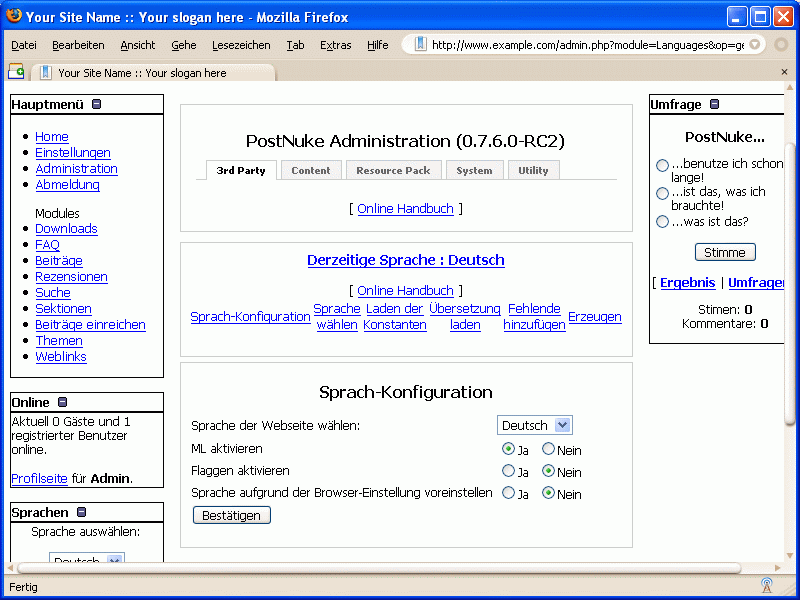 Your Site Name :: Your slogan here - Mozilla Firefox
Datei Bearbeiten Ansicht Gehe Lesezeichen Tab Extras Hilfe http://www.example.com/admin.php?module=Languages&op=ge
Your Site Name :: Your slogan here
Hauptmenü
Home
Einstellungen
Administration
Abmeldung
Modules
Downloads
FAQ
Beiträge
Rezensionen
Suche
Sektionen
Beiträge einreichen
Themen
Weblinks
Online
Aktuell 0 Gäste und 1
registrierter Benutzer
online.
Profilseite für Admin.
Sprachen
Sprache auswählen:
Deutsch
PostNuke Administration (0.7.6.0-RC2)
3rd Party Content Resource Pack System Utility
[ Online Handbuch ]
Derzeitige Sprache : Deutsch
[ Online Handbuch ]
Sprach-Konfiguration Sprache wählen Laden der Konstanten Übersetzung laden Fehlende hinzufügen Erzeugen
Sprach-Konfiguration
Sprache der Webseite wählen: Deutsch
ML aktivieren Ja Nein
Flaggen aktivieren Ja Nein
Sprache aufgrund der Browser-Einstellung voreinstellen Ja Nein
Bestätigen
Umfrage
PostNuke...
...benutze ich schon
lange!
...ist das, was ich
brauchte!
...was ist das?
Stimme
[ Ergebnis | Umfragen
Stimen: 0
Kommentare: 0
Fertig